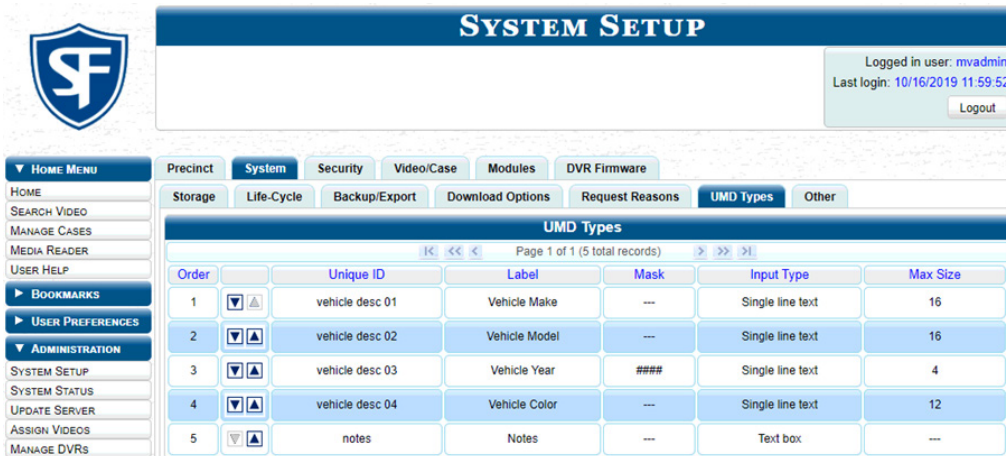 SF
SYSTEM SETUP
Logged in user: mvadmin
Last login: 10/16/2019 11:59:52
Logout
▼ HOME MENU
HOME
SEARCH VIDEO
MANAGE CASES
MEDIA READER
USER HELP
► BOOKMARKS
► USER PREFERENCES
▼ ADMINISTRATION
SYSTEM SETUP
SYSTEM STATUS
UPDATE SERVER
ASSIGN VIDEOS
MANAGE DVRS
Precinct System Security Video/Case Modules DVR Firmware
Storage Life-Cycle Backup/Export Download Options Request Reasons UMD Types Other
UMD Types
|< << < Page 1 of 1 (5 total records) > >> >|
Order Unique ID Label Mask Input Type Max Size
1 vehicle desc 01 Vehicle Make --- Single line text 16
2 vehicle desc 02 Vehicle Model --- Single line text 16
3 vehicle desc 03 Vehicle Year #### Single line text 4
4 vehicle desc 04 Vehicle Color --- Single line text 12
5 notes Notes --- Text box ---